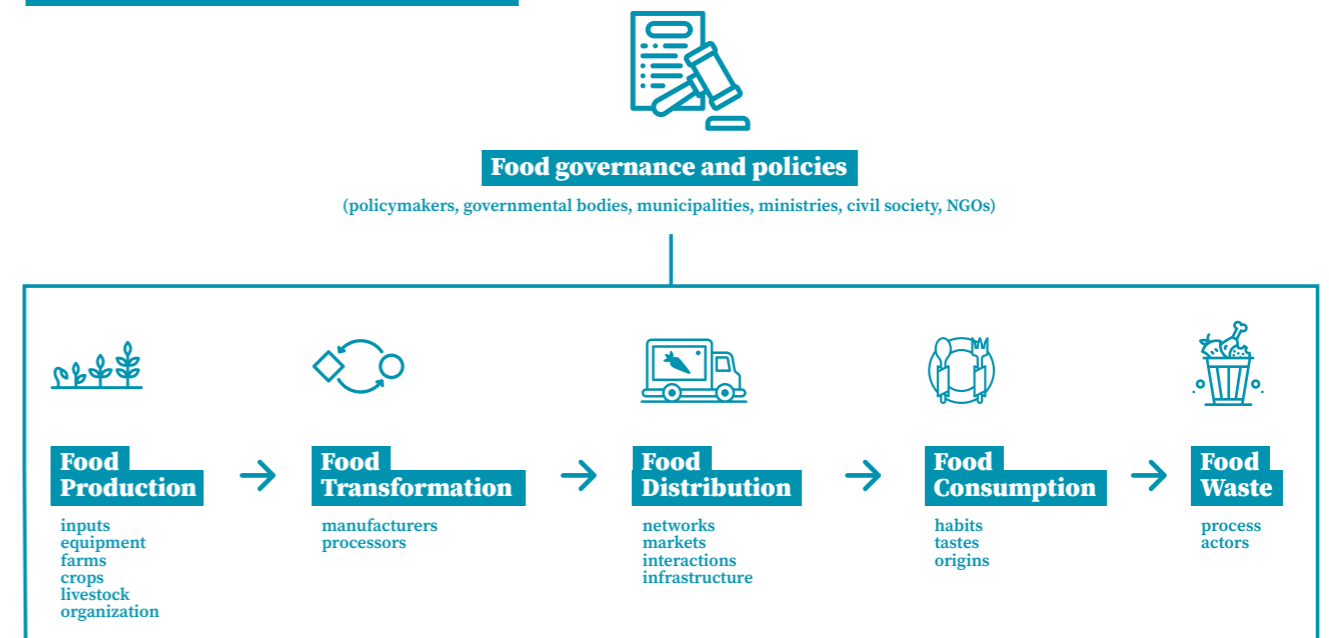 Food governance and policies
(policymakers, governmental bodies, municipalities, ministries, civil society, NGOs)
Food
Production
inputs
equipment
farms
crops
livestock
organization
Food
Transformation
manufacturers
processors
Food
Distribution
networks
markets
interactions
infrastructure
Food
Consumption
habits
tastes
origins
Food
Waste
process
actors